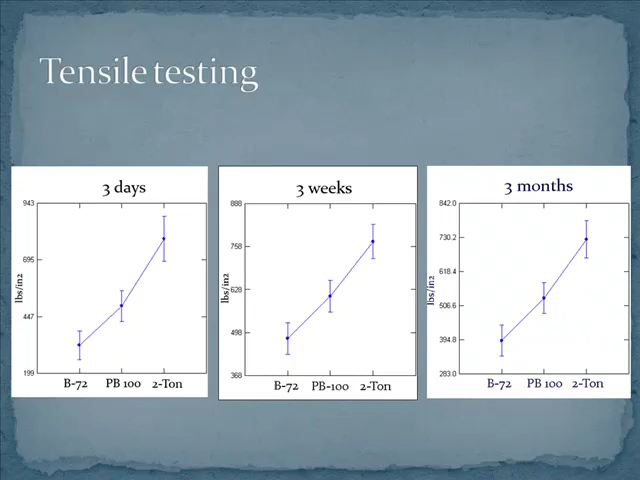 Tensile testing
3 days
943
695
447
199
lbs/in2
B-72 PB 100 2-Ton
3 weeks
888
758
628
498
368
lbs/in2
B-72 PB-100 2-Ton
3 months
842.0
730.2
618.4
506.6
394.8
283.0
lbs/in2
B-72 PB 100 2-Ton